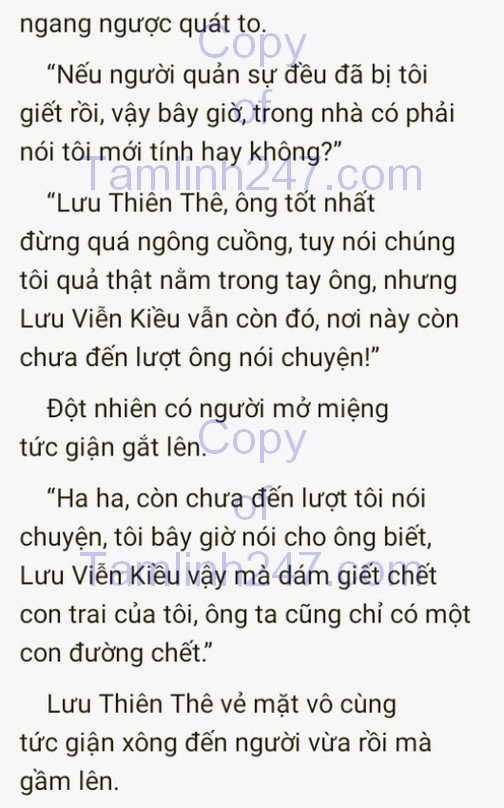 ngang ngược quát to.
Copy
“Nếu người quản sự đều đã bị tôi
of
giết rồi, vậy bây giờ, trong nhà có phải
nói tôi mới tính hay không?”
Tamlinh247.com
“Lưu Thiên Thê, ông tốt nhất
đừng quá ngông cuồng, tuy nói chúng
tôi quả thật nằm trong tay ông, nhưng
Lưu Viễn Kiều vẫn còn đó, nơi này còn
chưa đến lượt ông nói chuyện!”
Đột nhiên có người mở miệng
tức giận gắt lên.
Copy
“Ha ha, còn chưa đến lượt tôi nói
of
chuyện, tôi bây giờ nói cho ông biết,
Lưu Viễn Kiều vậy mà dám giết chết
Tamlinh247.com
con trai của tôi, ông ta cũng chỉ có một
con đường chết.”
Lưu Thiên Thê vẻ mặt vô cùng
tức giận xông đến người vừa rồi mà
gầm lên.